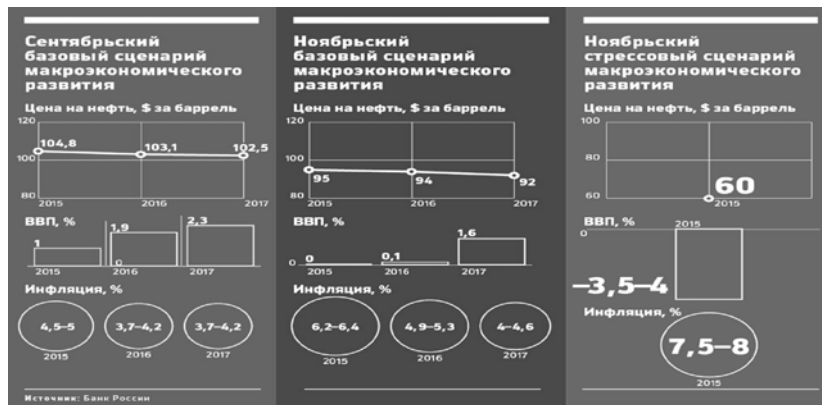 Сентябрьский
базовый сценарий
макроэкономического
развития
Цена на нефть, $ за баррель
120
104,8
103,1
102,5
100
80
2015
2016
2017
ВВП, %
1
1,9
2,3
0
2015
2016
2017
Инфляция, %
4,5–5
3,7–4,2
3,7–4,2
2015
2016
2017
Источник: Банк России
Ноябрьский
базовый сценарий
макроэкономического
развития
Цена на нефть, $ за баррель
120
100
95
94
92
80
2015
2016
2017
ВВП, %
1,6
0
0
0,1
2015
2016
2017
Инфляция, %
6,2–6,4
4,9–5,3
4–4,6
2015
2016
2017
Ноябрьский
стрессовый сценарий
макроэкономического
развития
Цена на нефть, $ за баррель
100
80
60
60
2015
ВВП, %
2015
0
–3,5–4
Инфляция, %
7,5–8
2015